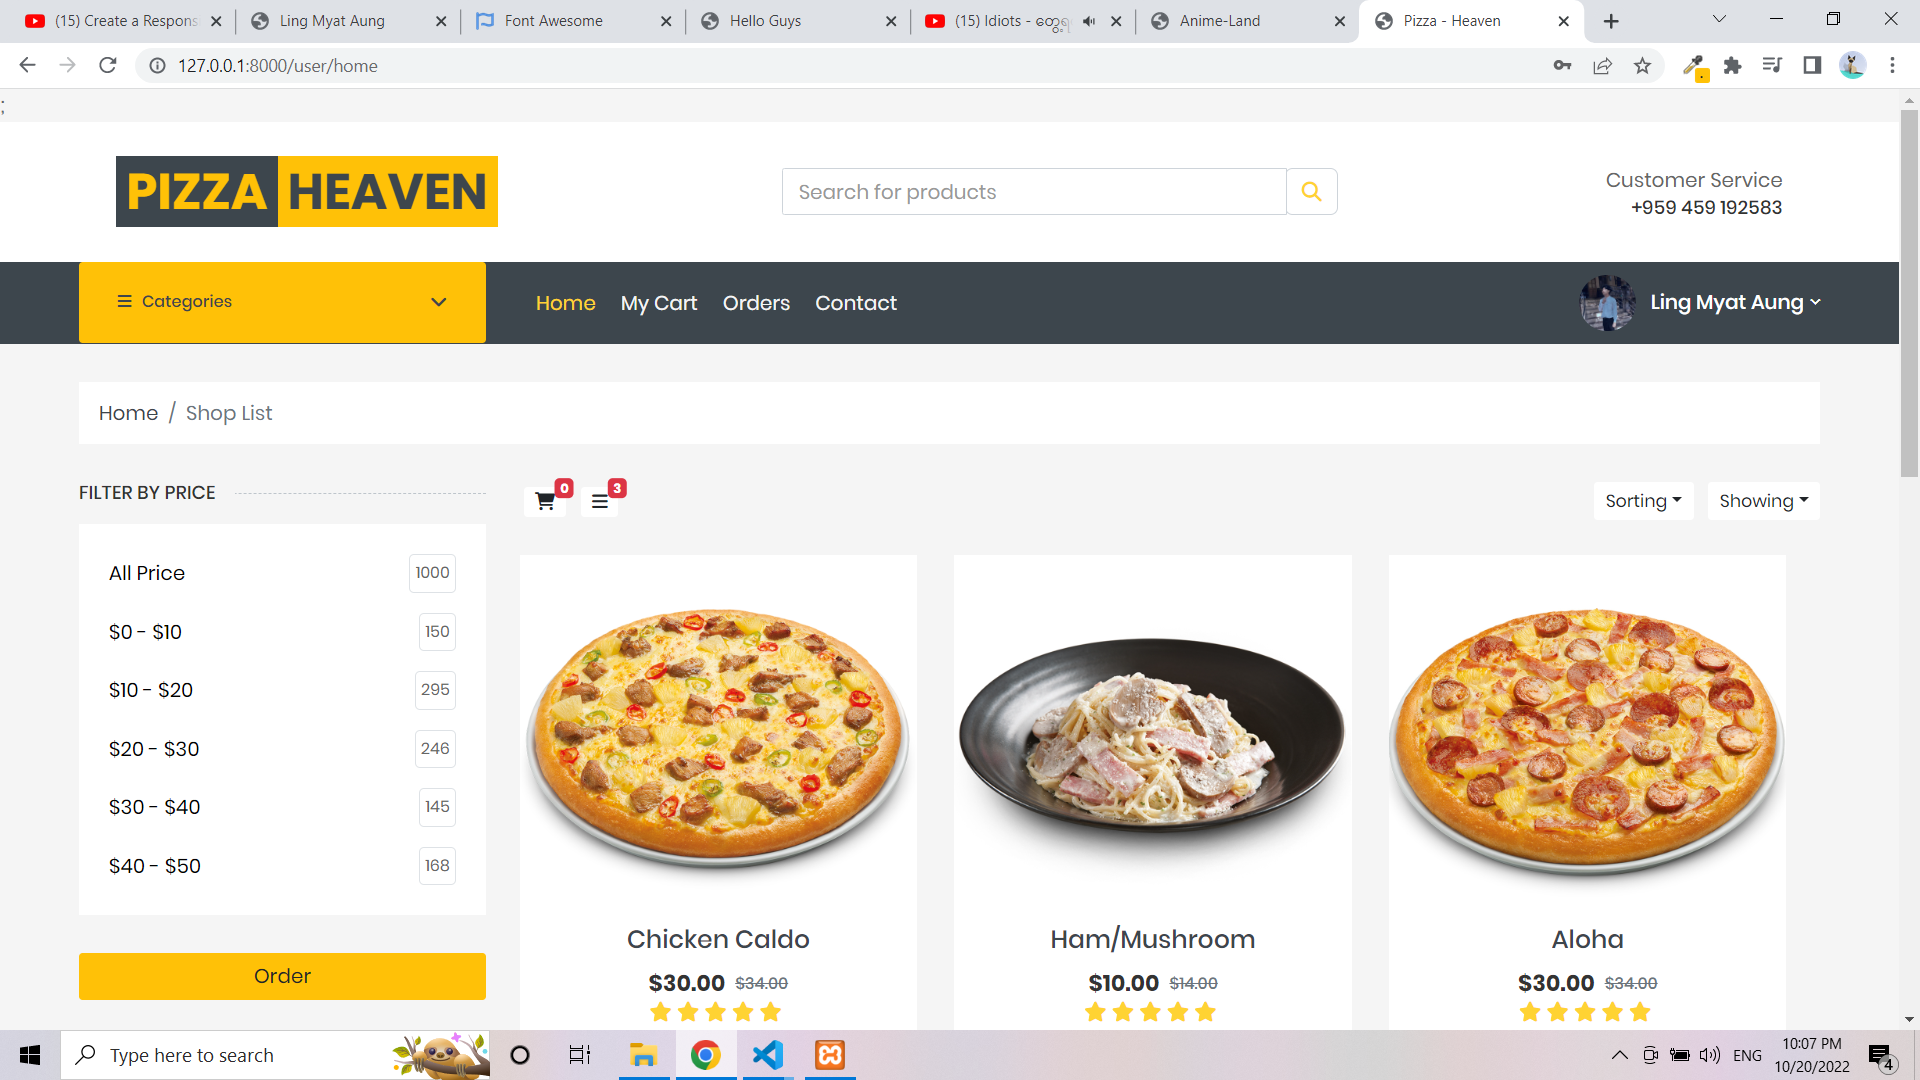 (15) Create a Respons
Ling Myat Aung
Font Awesome
Hello Guys
(15) Idiots - တွေ့ရ
Anime-Land
Pizza - Heaven
127.0.0.1:8000/user/home
;
PIZZA HEAVEN
Search for products
Customer Service
+959 459 192583
Categories
Home My Cart Orders Contact
Ling Myat Aung
Home / Shop List
FILTER BY PRICE
0
3
Sorting
Showing
All Price 1000
$0 - $10 150
$10 - $20 295
$20 - $30 246
$30 - $40 145
$40 - $50 168
Order
Chicken Caldo
$30.00 $34.00
Ham/Mushroom
$10.00 $14.00
Aloha
$30.00 $34.00
Type here to search
ENG
10:07 PM
10/20/2022
4